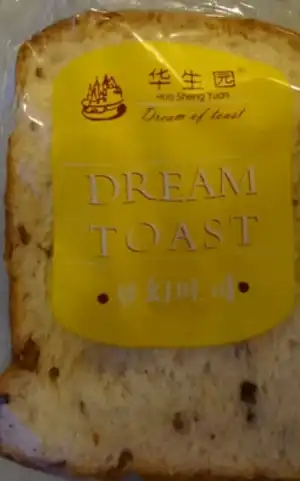 华生园
Hua Sheng Yuan
Dream of toast
DREAM
TOAST